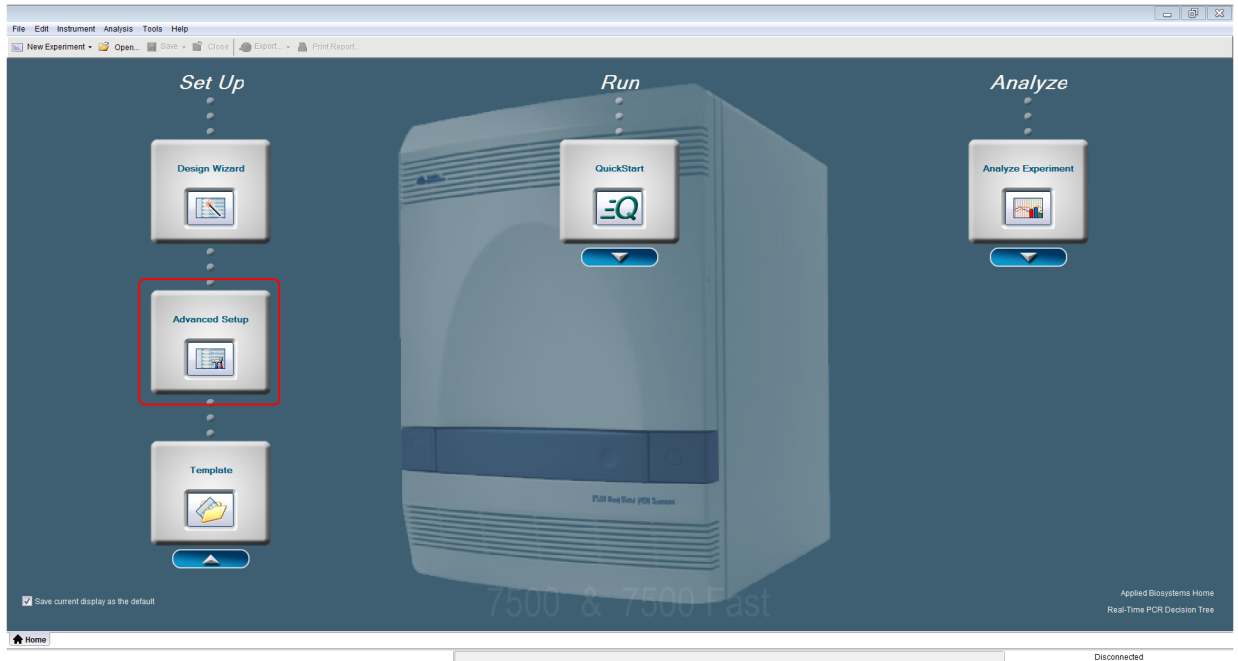 File Edit Instrument Analysis Tools Help
New Experiment Open... Save Close Export... Print Report...
Set Up
Run
Analyze
Design Wizard
QuickStart
Analyze Experiment
Advanced Setup
Template
7500 & 7500 Fast
Save current display as the default
Applied Biosystems Home
Real-Time PCR Decision Tree
Home
Disconnected